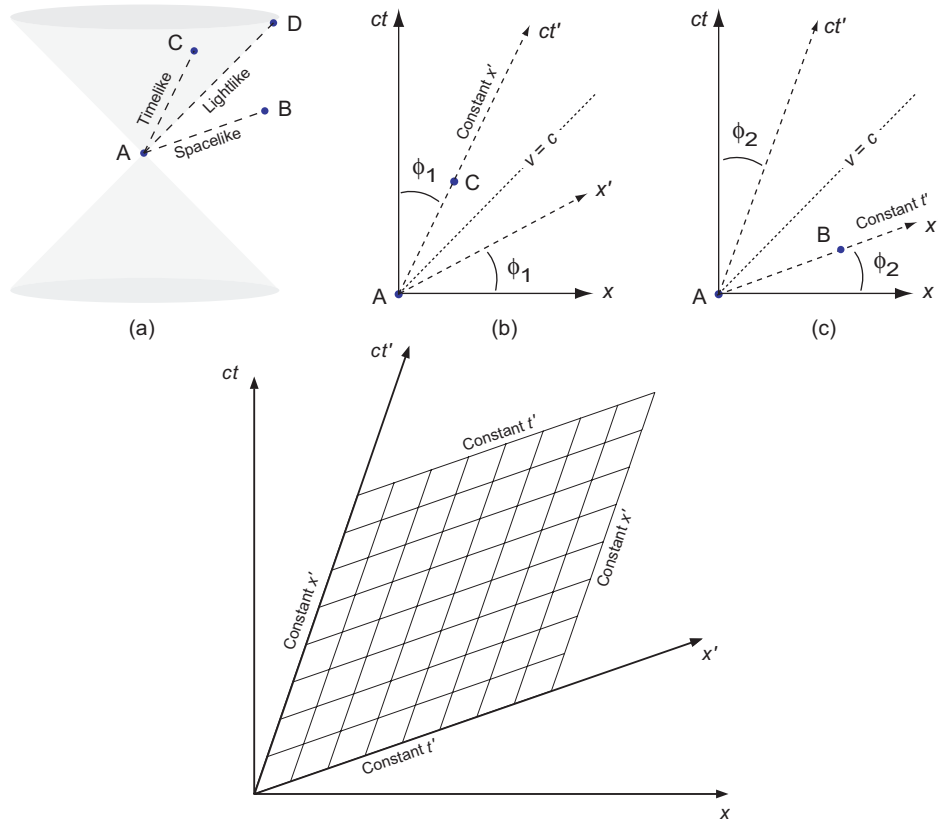 A
B
C
D
Timelike
Lightlike
Spacelike
(a)
ct
ct'
Constant x'
ϕ1
C
v = c
x'
ϕ1
A
x
(b)
ct
ct'
ϕ2
v = c
Constant t'
B
x
ϕ2
A
x
(c)
ct
ct'
Constant t'
Constant x'
Constant x'
x'
Constant t'
x